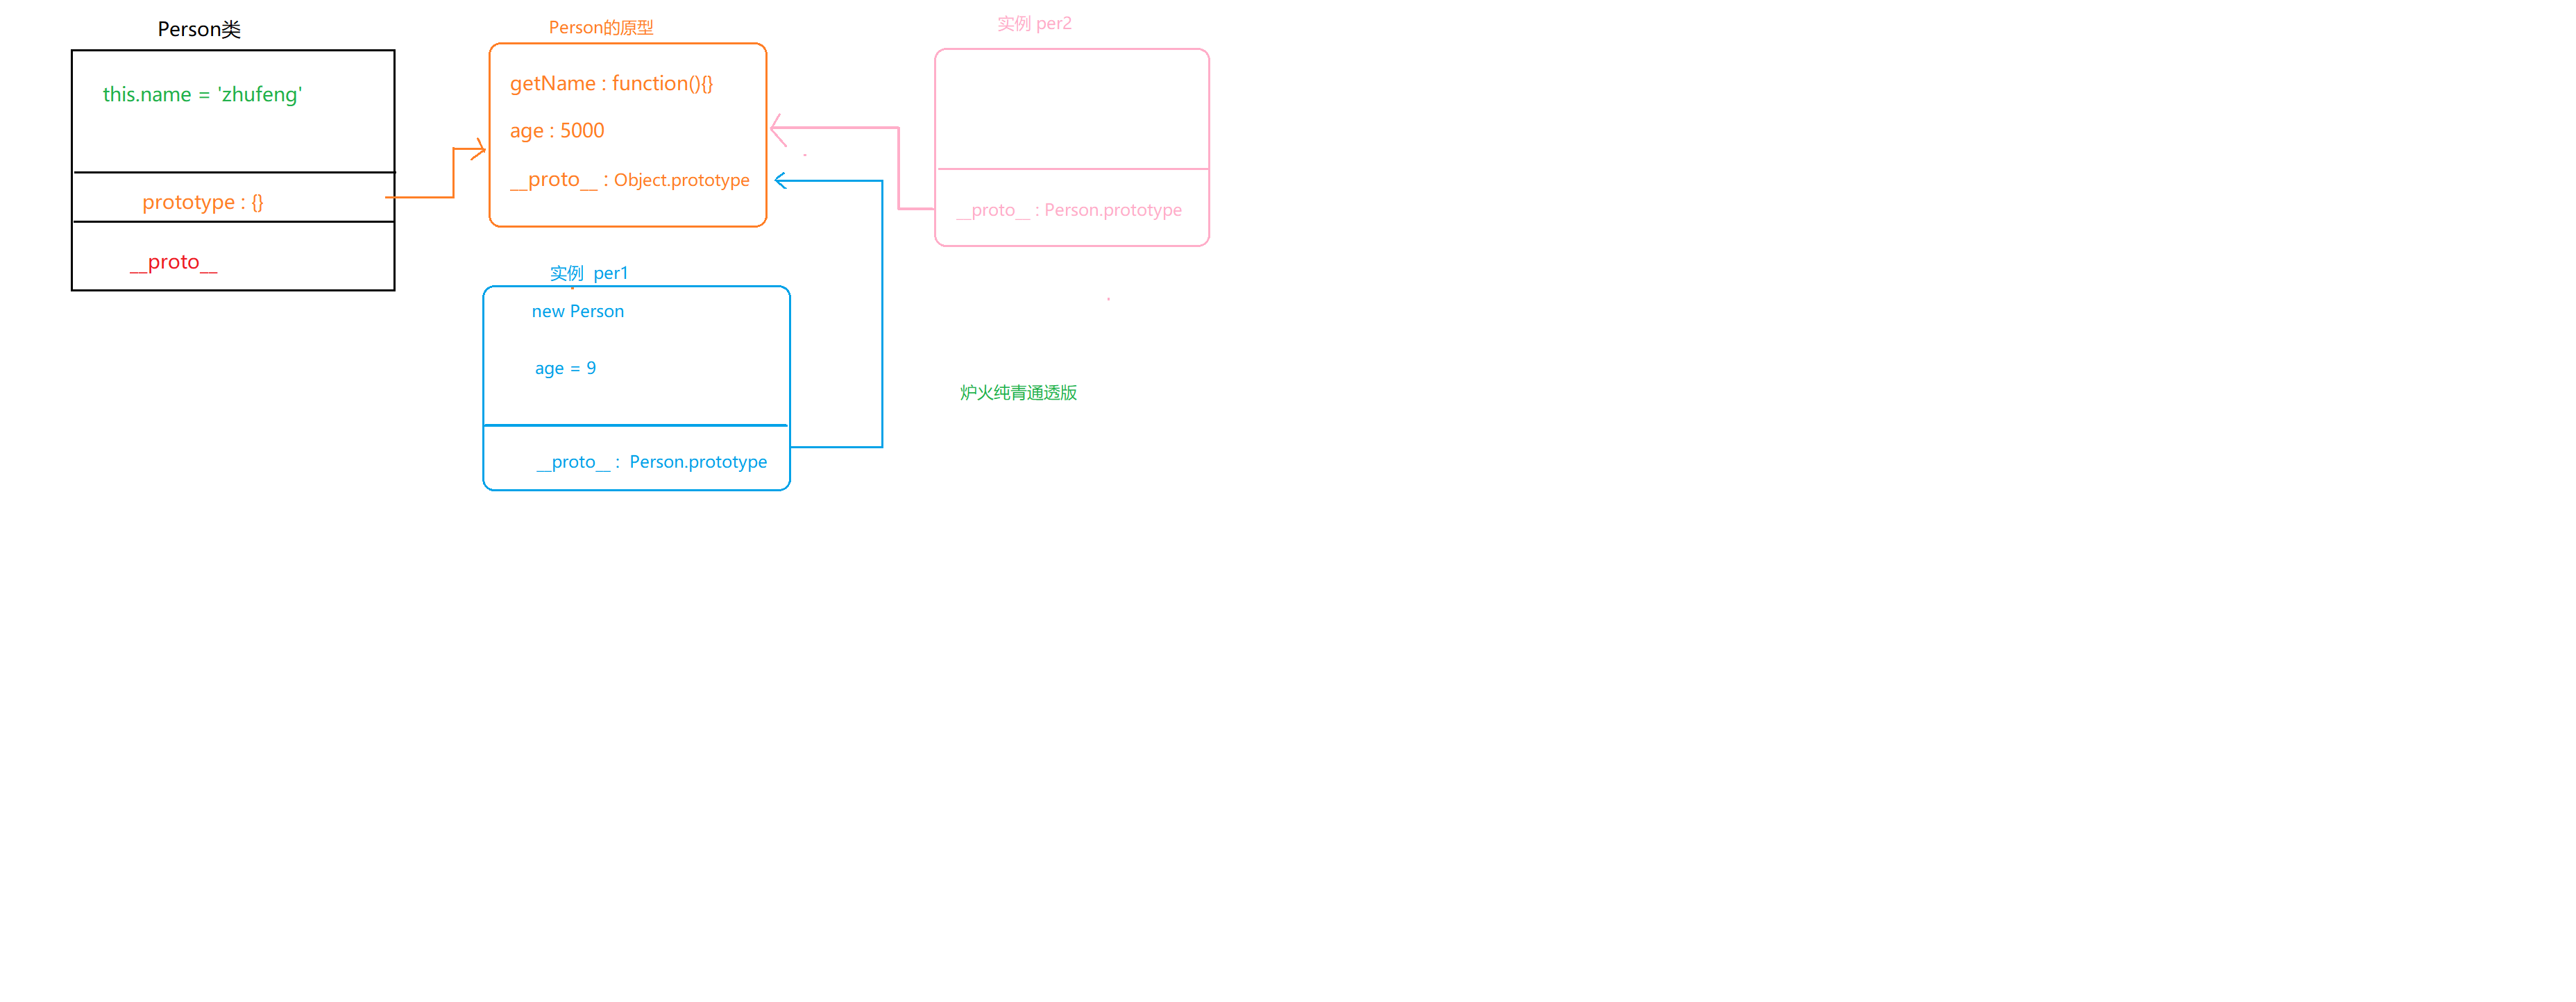 Person类
this.name = 'zhufeng'
prototype : {}
__proto__
Person的原型
getName : function(){}
age : 5000
__proto__ : Object.prototype
实例 per1
new Person
age = 9
__proto__ : Person.prototype
实例 per2
__proto__ : Person.prototype
炉火纯青通透版